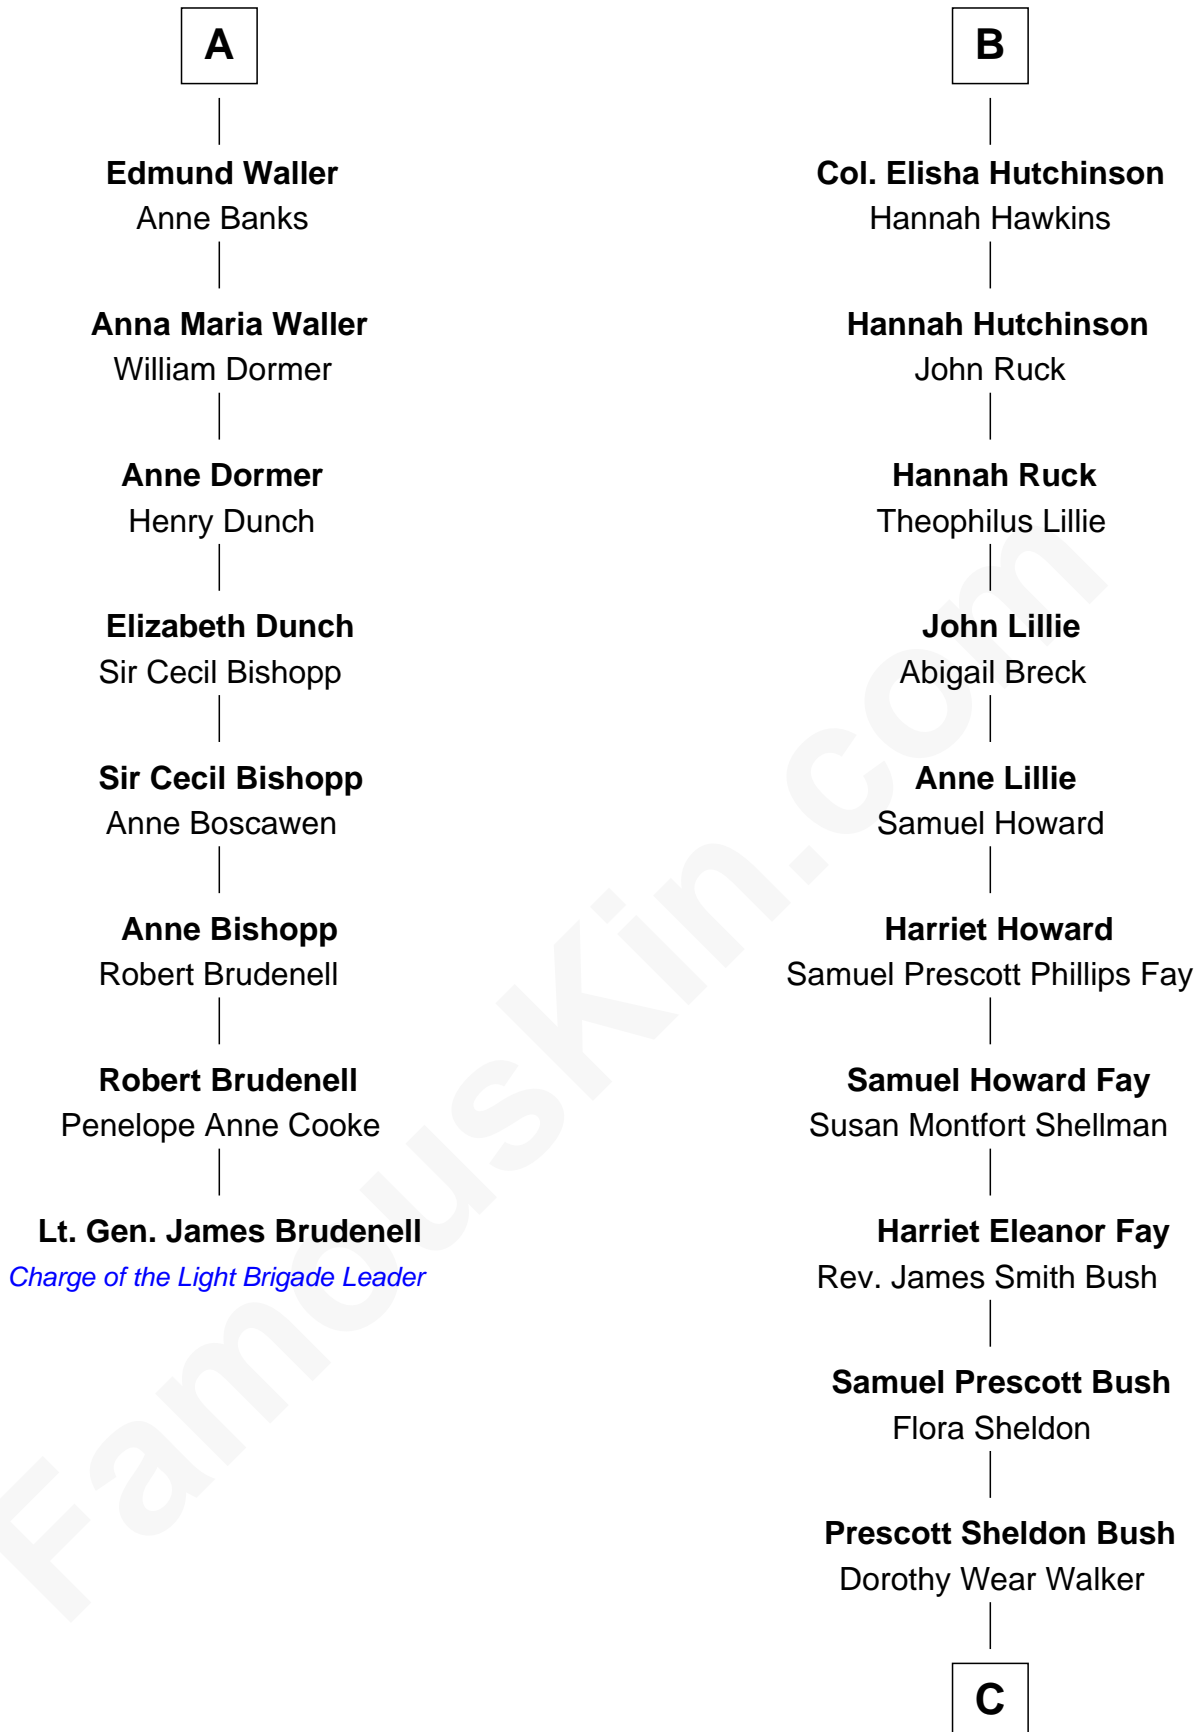 A
Edmund Waller
Anne Banks
Anna Maria Waller
William Dormer
Anne Dormer
Henry Dunch
Elizabeth Dunch
Sir Cecil Bishopp
Sir Cecil Bishopp
Anne Boscawen
Anne Bishopp
Robert Brudenell
Robert Brudenell
Penelope Anne Cooke
Lt. Gen. James Brudenell
Charge of the Light Brigade Leader
B
Col. Elisha Hutchinson
Hannah Hawkins
Hannah Hutchinson
John Ruck
Hannah Ruck
Theophilus Lillie
John Lillie
Abigail Breck
Anne Lillie
Samuel Howard
Harriet Howard
Samuel Prescott Phillips Fay
Samuel Howard Fay
Susan Montfort Shellman
Harriet Eleanor Fay
Rev. James Smith Bush
Samuel Prescott Bush
Flora Sheldon
Prescott Sheldon Bush
Dorothy Wear Walker
C
FamousKin.com